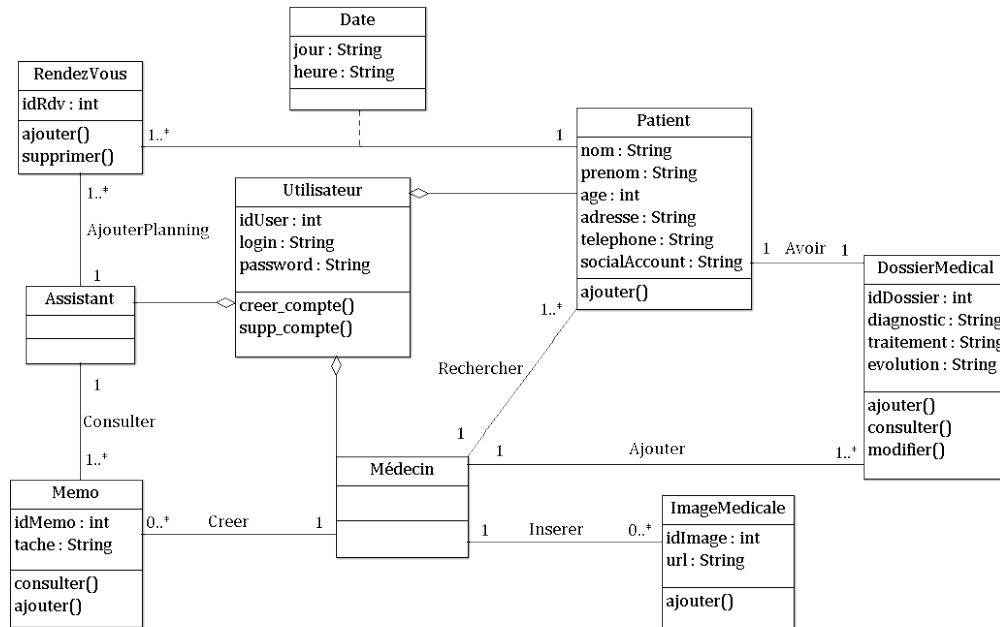 Date
jour : String
heure : String
RendezVous
idRdv : int
ajouter()
supprimer()
1..*
1
Patient
nom : String
prenom : String
age : int
adresse : String
telephone : String
socialAccount : String
ajouter()
Utilisateur
idUser : int
login : String
password : String
creer_compte()
supp_compte()
1..*
AjouterPlanning
1
Assistant
1
Avoir
1
DossierMedical
idDossier : int
diagnostic : String
traitement : String
evolution : String
ajouter()
consulter()
modifier()
1..*
Rechercher
1
1
Consulter
1..*
1
Ajouter
1..*
Médecin
Memo
idMemo : int
tache : String
consulter()
ajouter()
0..*
Creer
1
1
Inserer
0..*
ImageMedicale
idImage : int
url : String
ajouter()